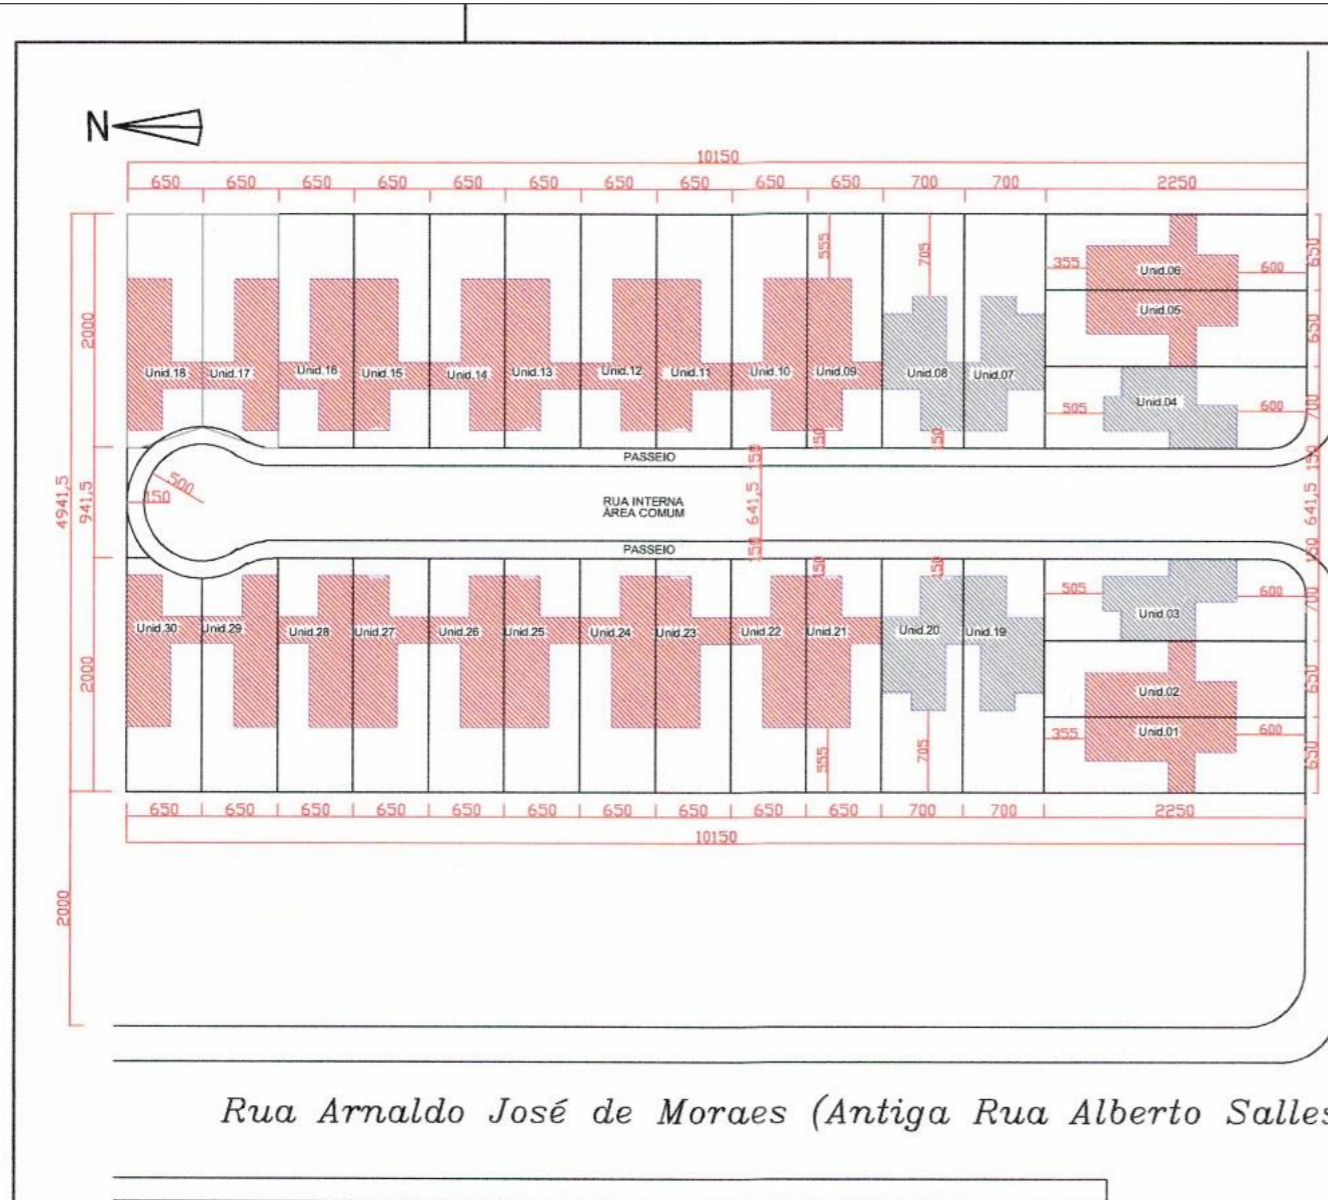 N
10150
650 650 650 650 650 650 650 650 650 650 700 700 2250
555
705
355
Unid.06
600
650
Unid.05
650
2000
Unid.18 Unid.17 Unid.16 Unid.15 Unid.14 Unid.13 Unid.12 Unid.11 Unid.10 Unid.09 Unid.08 Unid.07
505
Unid.04
600
700
150
150
PASSEIO
150
150
4941,5
941,5
500
150
RUA INTERNA
ÁREA COMUM
641,5
641,5
PASSEIO
150
150
150
150
505
Unid.03
600
700
Unid.30 Unid.29 Unid.28 Unid.27 Unid.26 Unid.25 Unid.24 Unid.23 Unid.22 Unid.21 Unid.20 Unid.19
2000
Unid.02
650
355
Unid.01
600
650
555
705
650 650 650 650 650 650 650 650 650 650 700 700 2250
10150
2000
Rua Arnaldo José de Moraes (Antiga Rua Alberto Salles